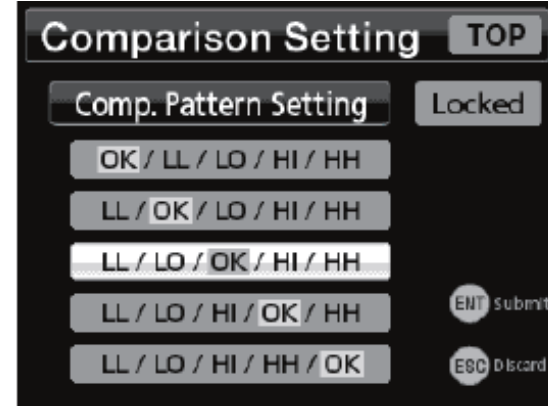 Comparison Setting TOP
Comp. Pattern Setting Locked
OK / LL / LO / HI / HH
LL / OK / LO / HI / HH
LL / LO / OK / HI / HH
LL / LO / HI / OK / HH
ENT Submit
LL / LO / HI / HH / OK
ESC Discard